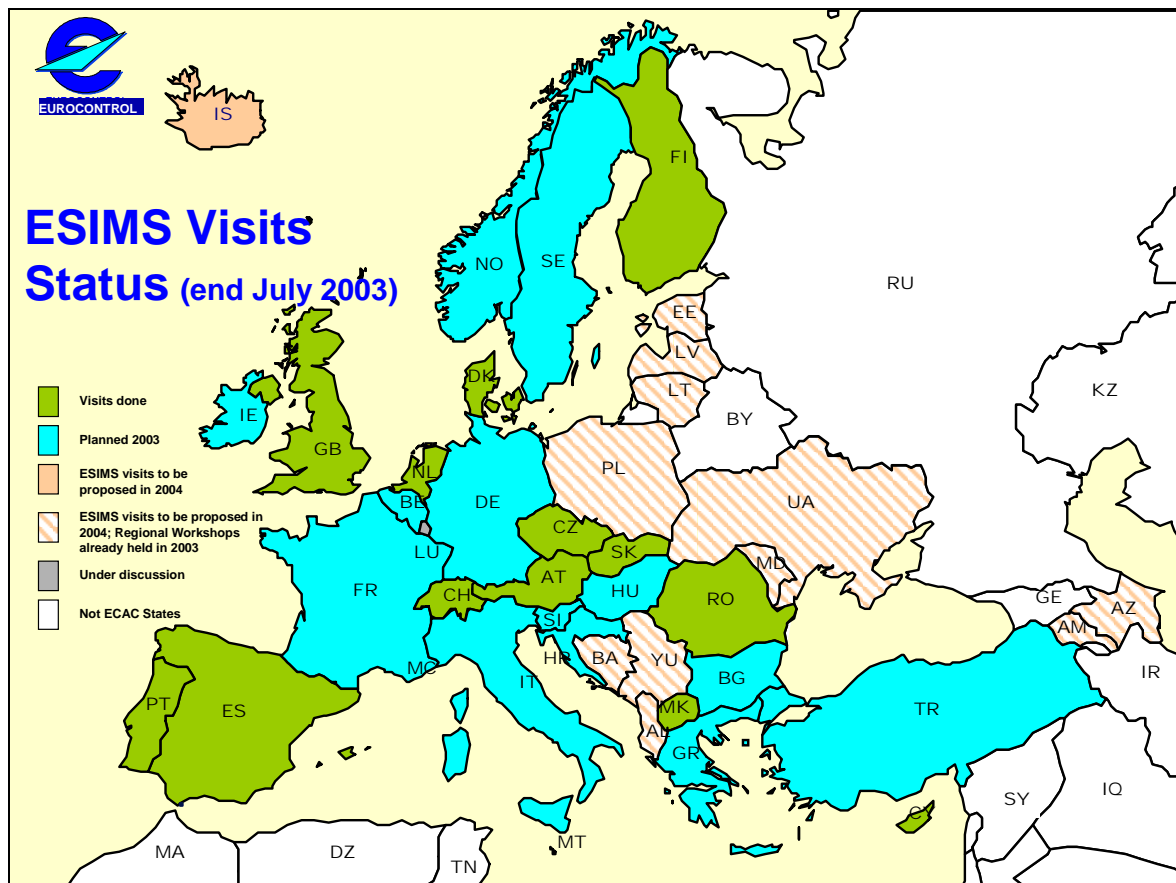 EUROCONTROL
IS
ESIMS Visits
Status (end July 2003)
FI
NO
SE
RU
EE
LV
LT
KZ
BY
DK
IE
GB
NL
PL
UA
BE
DE
CZ
LU
SK
MD
FR
CH
AT
HU
RO
GE
AZ
AM
SI
HR
BA
YU
MC
IT
BG
IR
PT
ES
MK
TR
AL
GR
CY
SY
IQ
MT
MA
DZ
TN
Visits done
Planned 2003
ESIMS visits to be
proposed in 2004
ESIMS visits to be proposed in
2004; Regional Workshops
already held in 2003
Under discussion
Not ECAC States